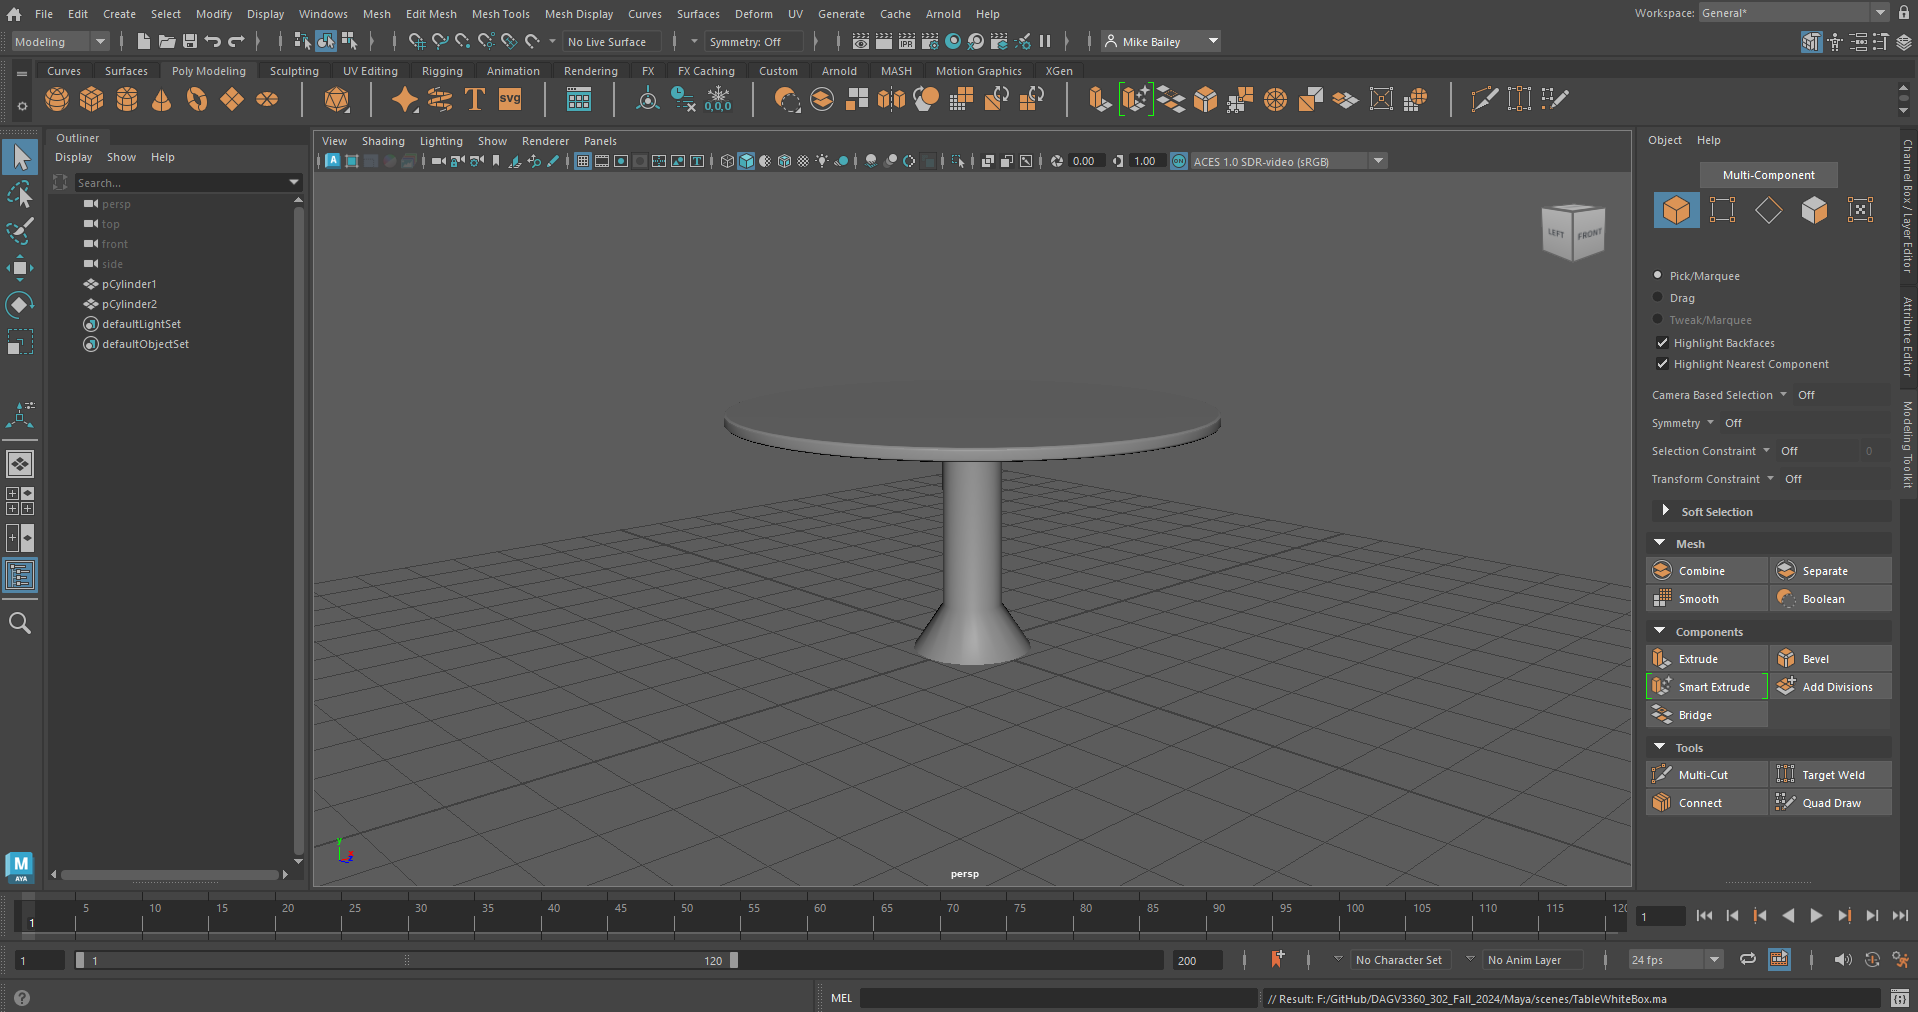 File Edit Create Select Modify Display Windows Mesh Edit Mesh Mesh Tools Mesh Display Curves Surfaces Deform UV Generate Cache Arnold Help
Workspace: General*
Modeling
No Live Surface
Symmetry: Off
IPR
Mike Bailey
Curves Surfaces Poly Modeling Sculpting UV Editing Rigging Animation Rendering FX FX Caching Custom Arnold MASH Motion Graphics XGen
T svg 0,0,0
Outliner
Display Show Help
Search...
persp
top
front
side
pCylinder1
pCylinder2
defaultLightSet
defaultObjectSet
View Shading Lighting Show Renderer Panels
0.00 1.00 ON ACES 1.0 SDR-video (sRGB)
LEFT FRONT
y
x
z
persp
Object Help
Multi-Component
Pick/Marquee
Drag
Tweak/Marquee
Highlight Backfaces
Highlight Nearest Component
Camera Based Selection Off
Symmetry Off
Selection Constraint Off 0
Transform Constraint Off
Soft Selection
Mesh
Combine Separate
Smooth Boolean
Components
Extrude Bevel
Smart Extrude Add Divisions
Bridge
Tools
Multi-Cut Target Weld
Connect Quad Draw
Channel Box / Layer Editor
Attribute Editor
Modeling Toolkit
M
AYA
5 10 15 20 25 30 35 40 45 50 55 60 65 70 75 80 85 90 95 100 105 110 115 120
1
1
1
1 120
200
No Character Set
No Anim Layer
24 fps
MEL
// Result: F:/GitHub/DAGV3360_302_Fall_2024/Maya/scenes/TableWhiteBox.ma